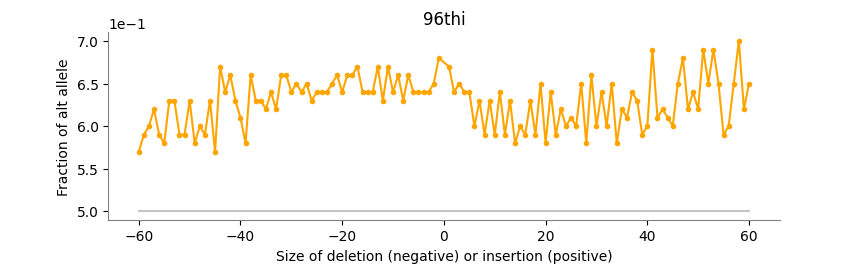 96thi
1e−1
7.0
6.5
6.0
5.5
5.0
Fraction of alt allele
−60 −40 −20 0 20 40 60
Size of deletion (negative) or insertion (positive)